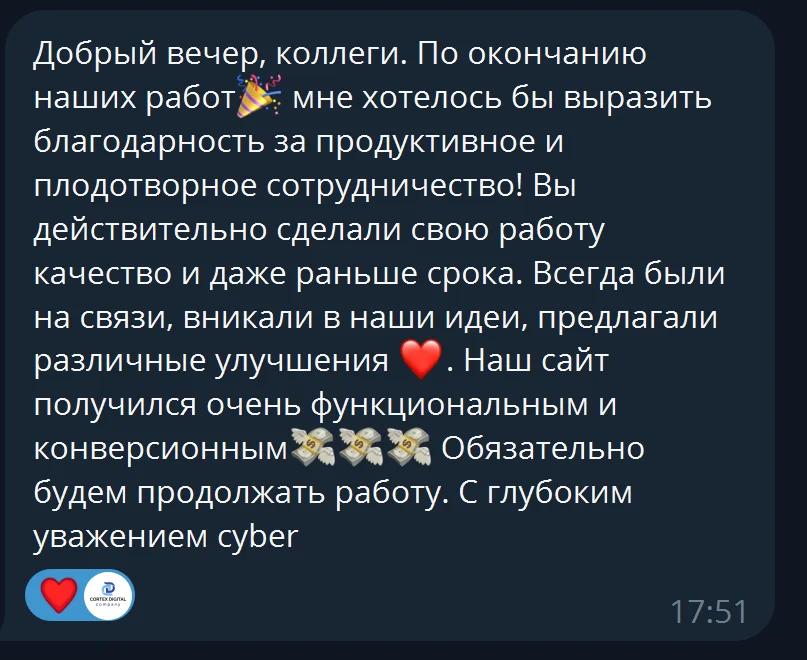 Добрый вечер, коллеги. По окончанию
наших работ🎉 мне хотелось бы выразить
благодарность за продуктивное и
плодотворное сотрудничество! Вы
действительно сделали свою работу
качество и даже раньше срока. Всегда были
на связи, вникали в наши идеи, предлагали
различные улучшения ❤️. Наш сайт
получился очень функциональным и
конверсионным💸💸💸 Обязательно
будем продолжать работу. С глубоким
уважением cyber
CORTEX DIGITAL
company
17:51